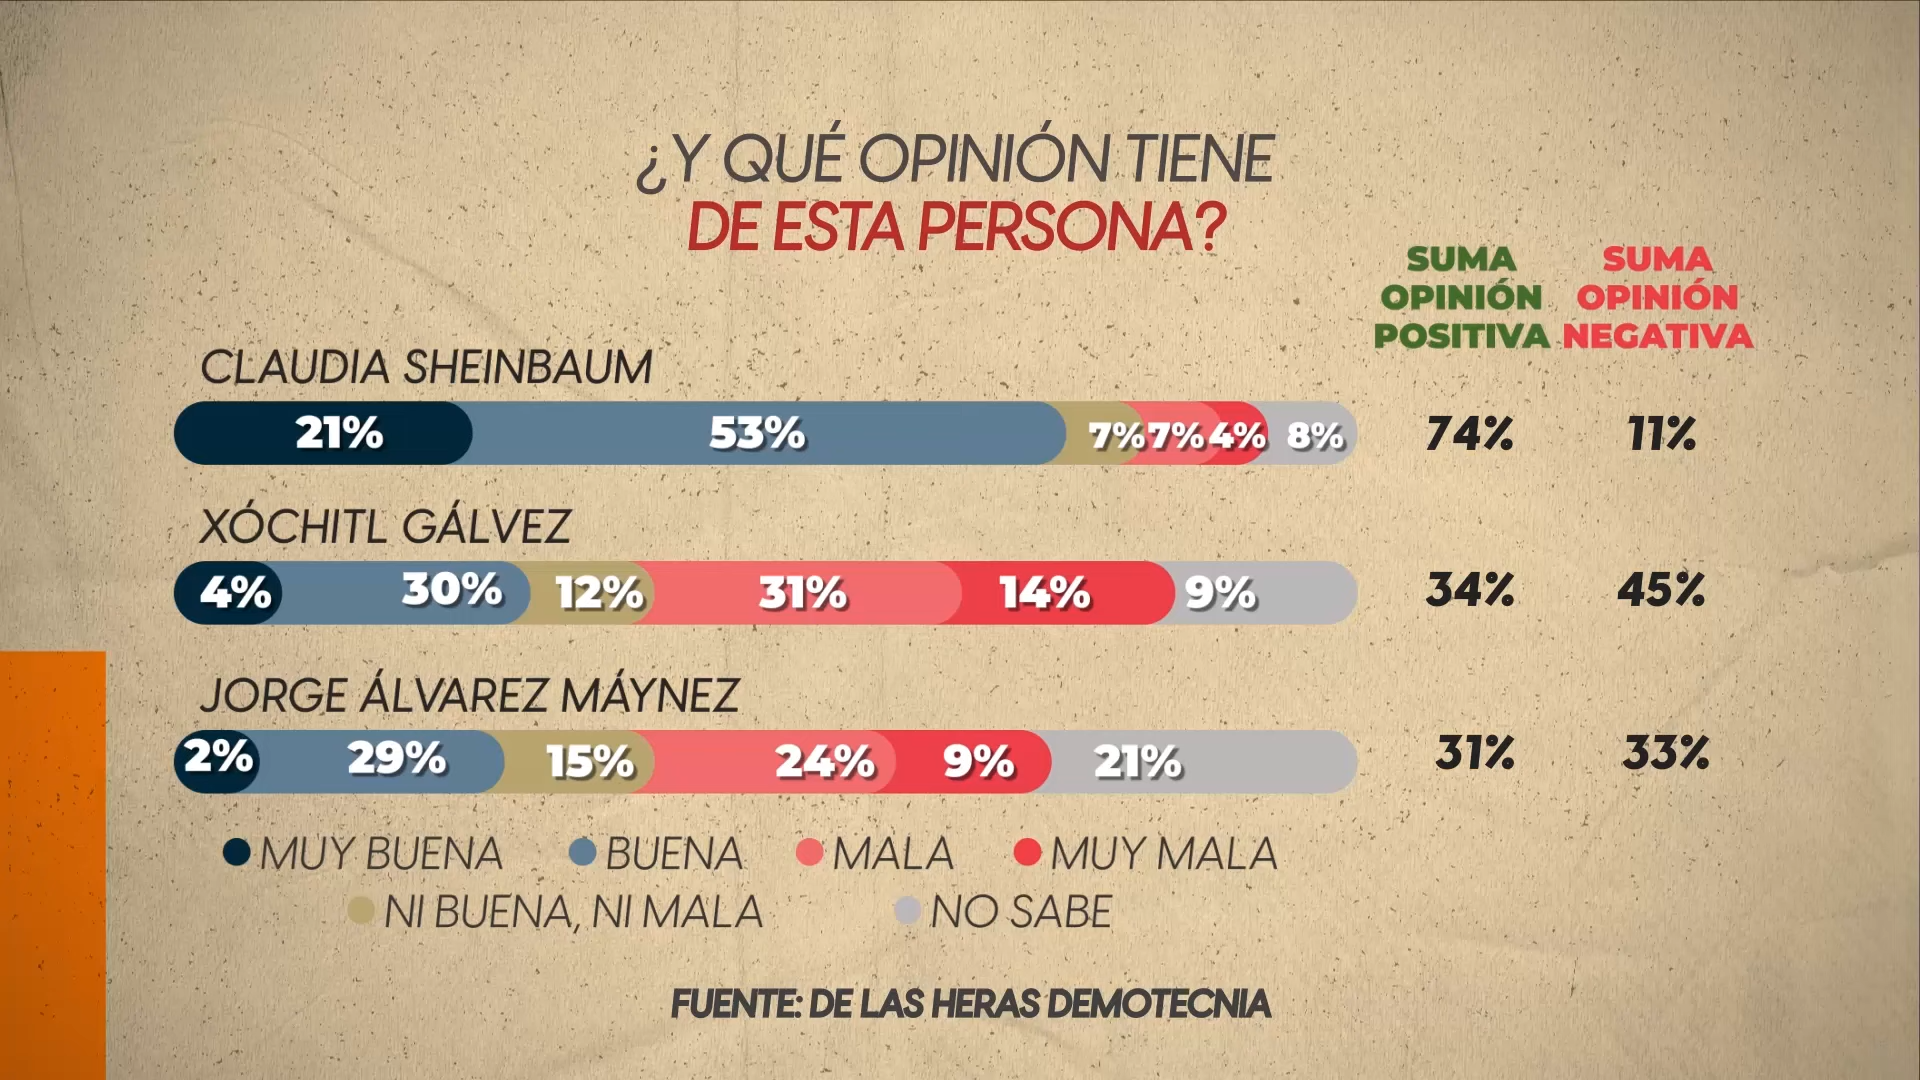 ¿Y QUÉ OPINIÓN TIENE
DE ESTA PERSONA?
SUMA OPINIÓN POSITIVA
SUMA OPINIÓN NEGATIVA
CLAUDIA SHEINBAUM
21% 53% 7% 7% 4% 8% 74% 11%
XÓCHITL GÁLVEZ
4% 30% 12% 31% 14% 9% 34% 45%
JORGE ÁLVAREZ MÁYNEZ
2% 29% 15% 24% 9% 21% 31% 33%
MUY BUENA BUENA MALA MUY MALA
NI BUENA, NI MALA NO SABE
FUENTE: DE LAS HERAS DEMOTECNIA